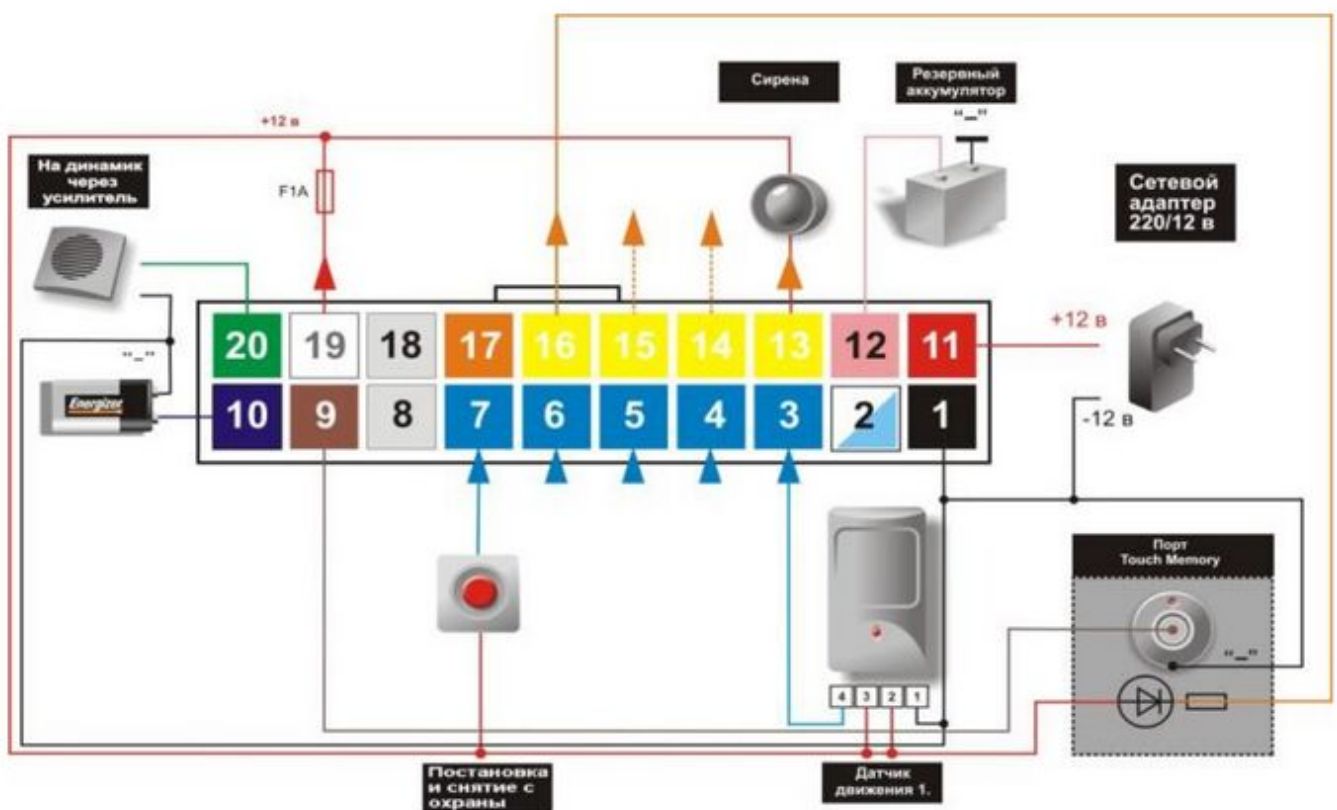 Сирена
Резервный
аккумулятор
“–”
+12 в
На динамик
через
усилитель
F1A
Сетевой
адаптер
220/12 в
20 19 18 17 16 15 14 13 12 11
+12 в
“–”
Energizer
10 9 8 7 6 5 4 3 2 1
-12 в
Порт
Touch Memory
“–”
4 3 2 1
Постановка
и снятие с
охраны
Датчик
движения 1.